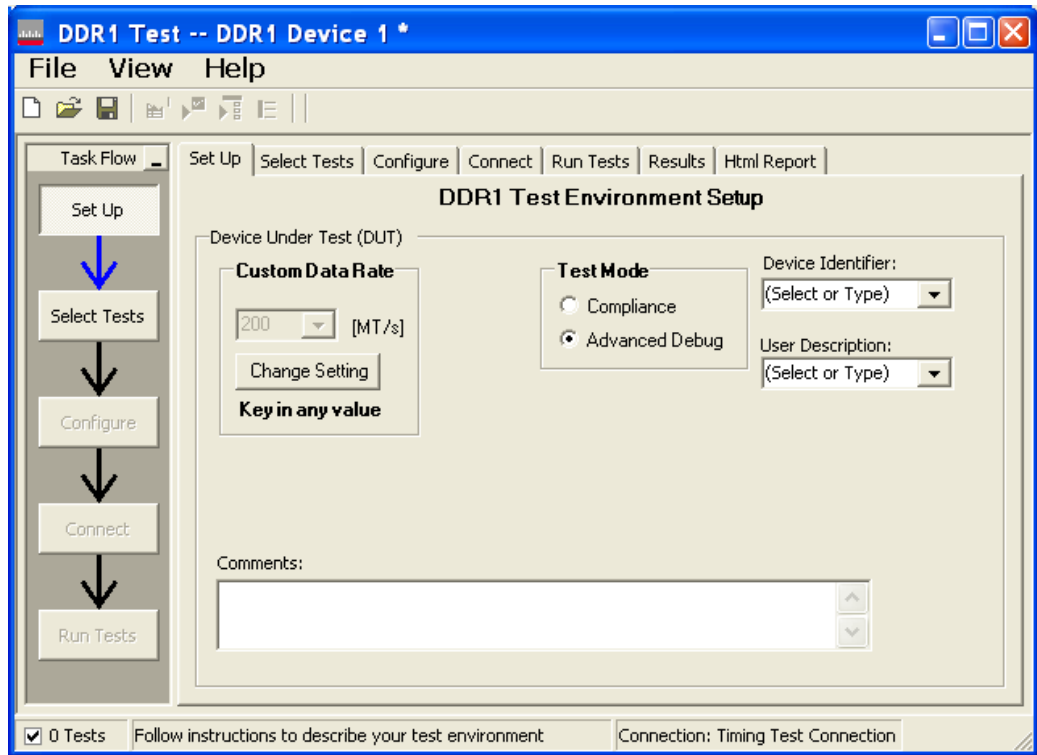 DDR1 Test -- DDR1 Device 1 *
File View Help
Task Flow _
Set Up Select Tests Configure Connect Run Tests Results Html Report
DDR1 Test Environment Setup
Set Up
Device Under Test (DUT)
Custom Data Rate
200 [MT/s]
Change Setting
Key in any value
Test Mode
Compliance
Advanced Debug
Device Identifier:
(Select or Type)
User Description:
(Select or Type)
Select Tests
Configure
Connect
Run Tests
Comments:
0 Tests Follow instructions to describe your test environment Connection: Timing Test Connection